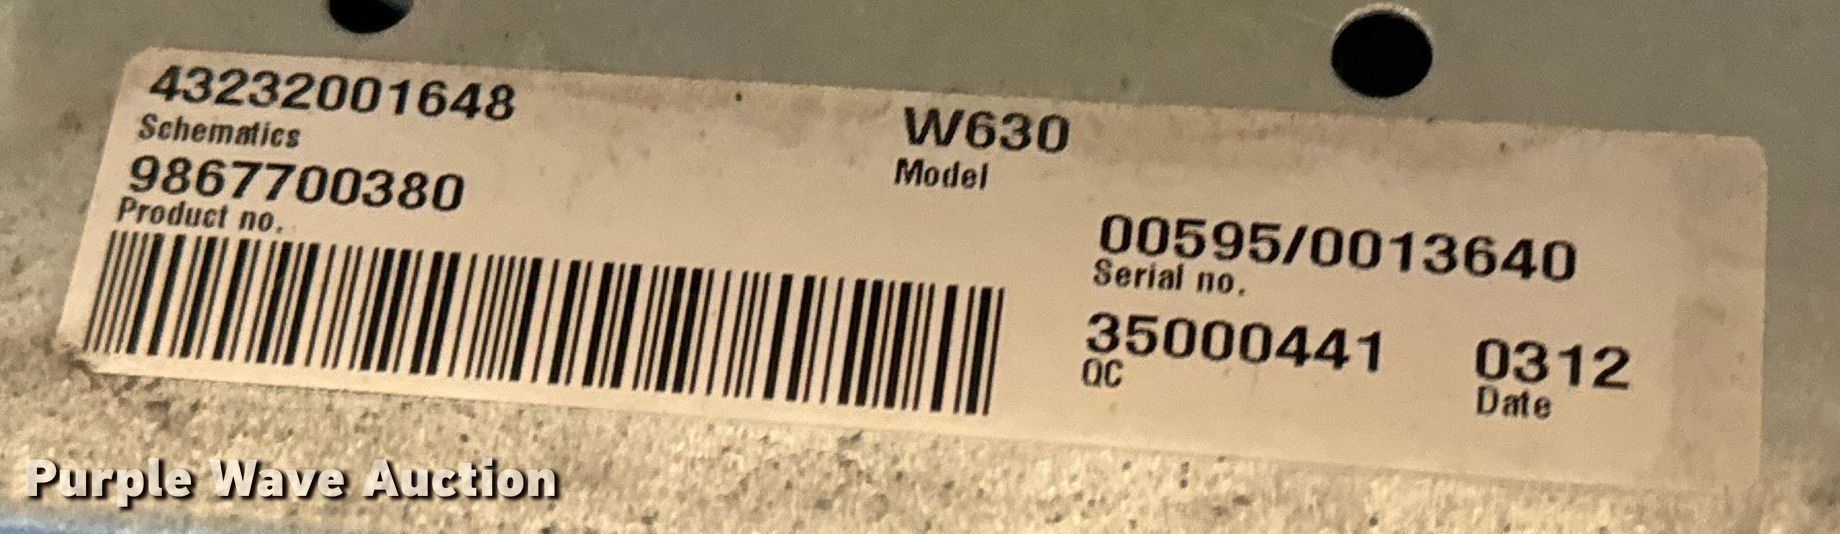 43232001648
Schematics
W630
Model
9867700380
Product no.
00595/0013640
Serial no.
35000441 0312
QC Date
Purple Wave Auction